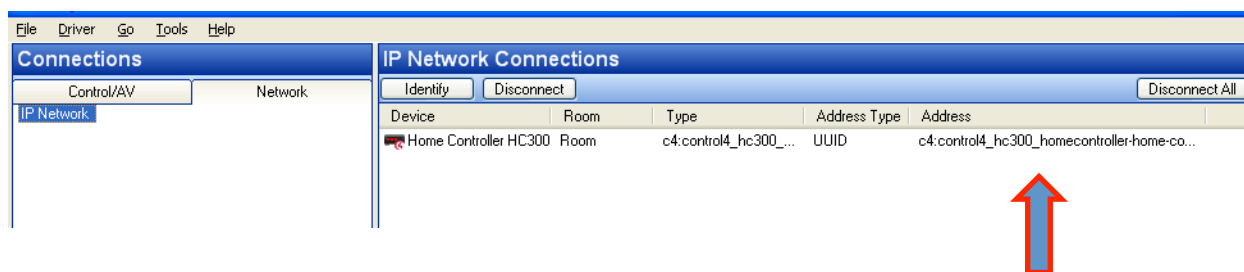 File Driver Go Tools Help
Connections
IP Network Connections
Control/AV Network
Identify Disconnect Disconnect All
IP Network
Device Room Type Address Type Address
Home Controller HC300 Room c4:control4_hc300_... UUID c4:control4_hc300_homecontroller-home-co...